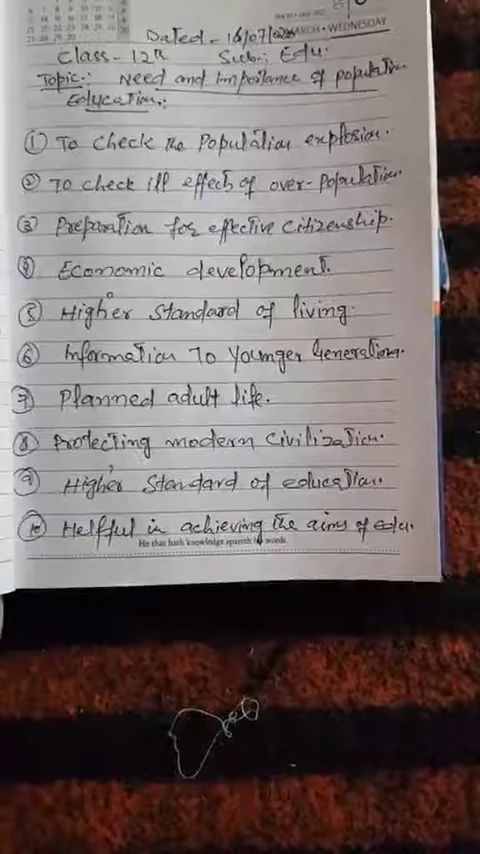 MARCH • WEDNESDAY
Dated - 16/07/
Class - 12th Sub: Edu.
Topic: Need and Importance of population
Education:
① To check the Population explosion.
② To check ill effects of over-population.
③ Preparation for effective citizenship.
④ Economic development.
⑤ Higher Standard of living.
⑥ Information To Younger Generation.
⑦ Planned adult life.
⑧ Protecting modern civilization.
⑨ Higher Standard of education.
⑩ Helpful in achieving the aims of edu.
He that hath knowledge spareth his words.